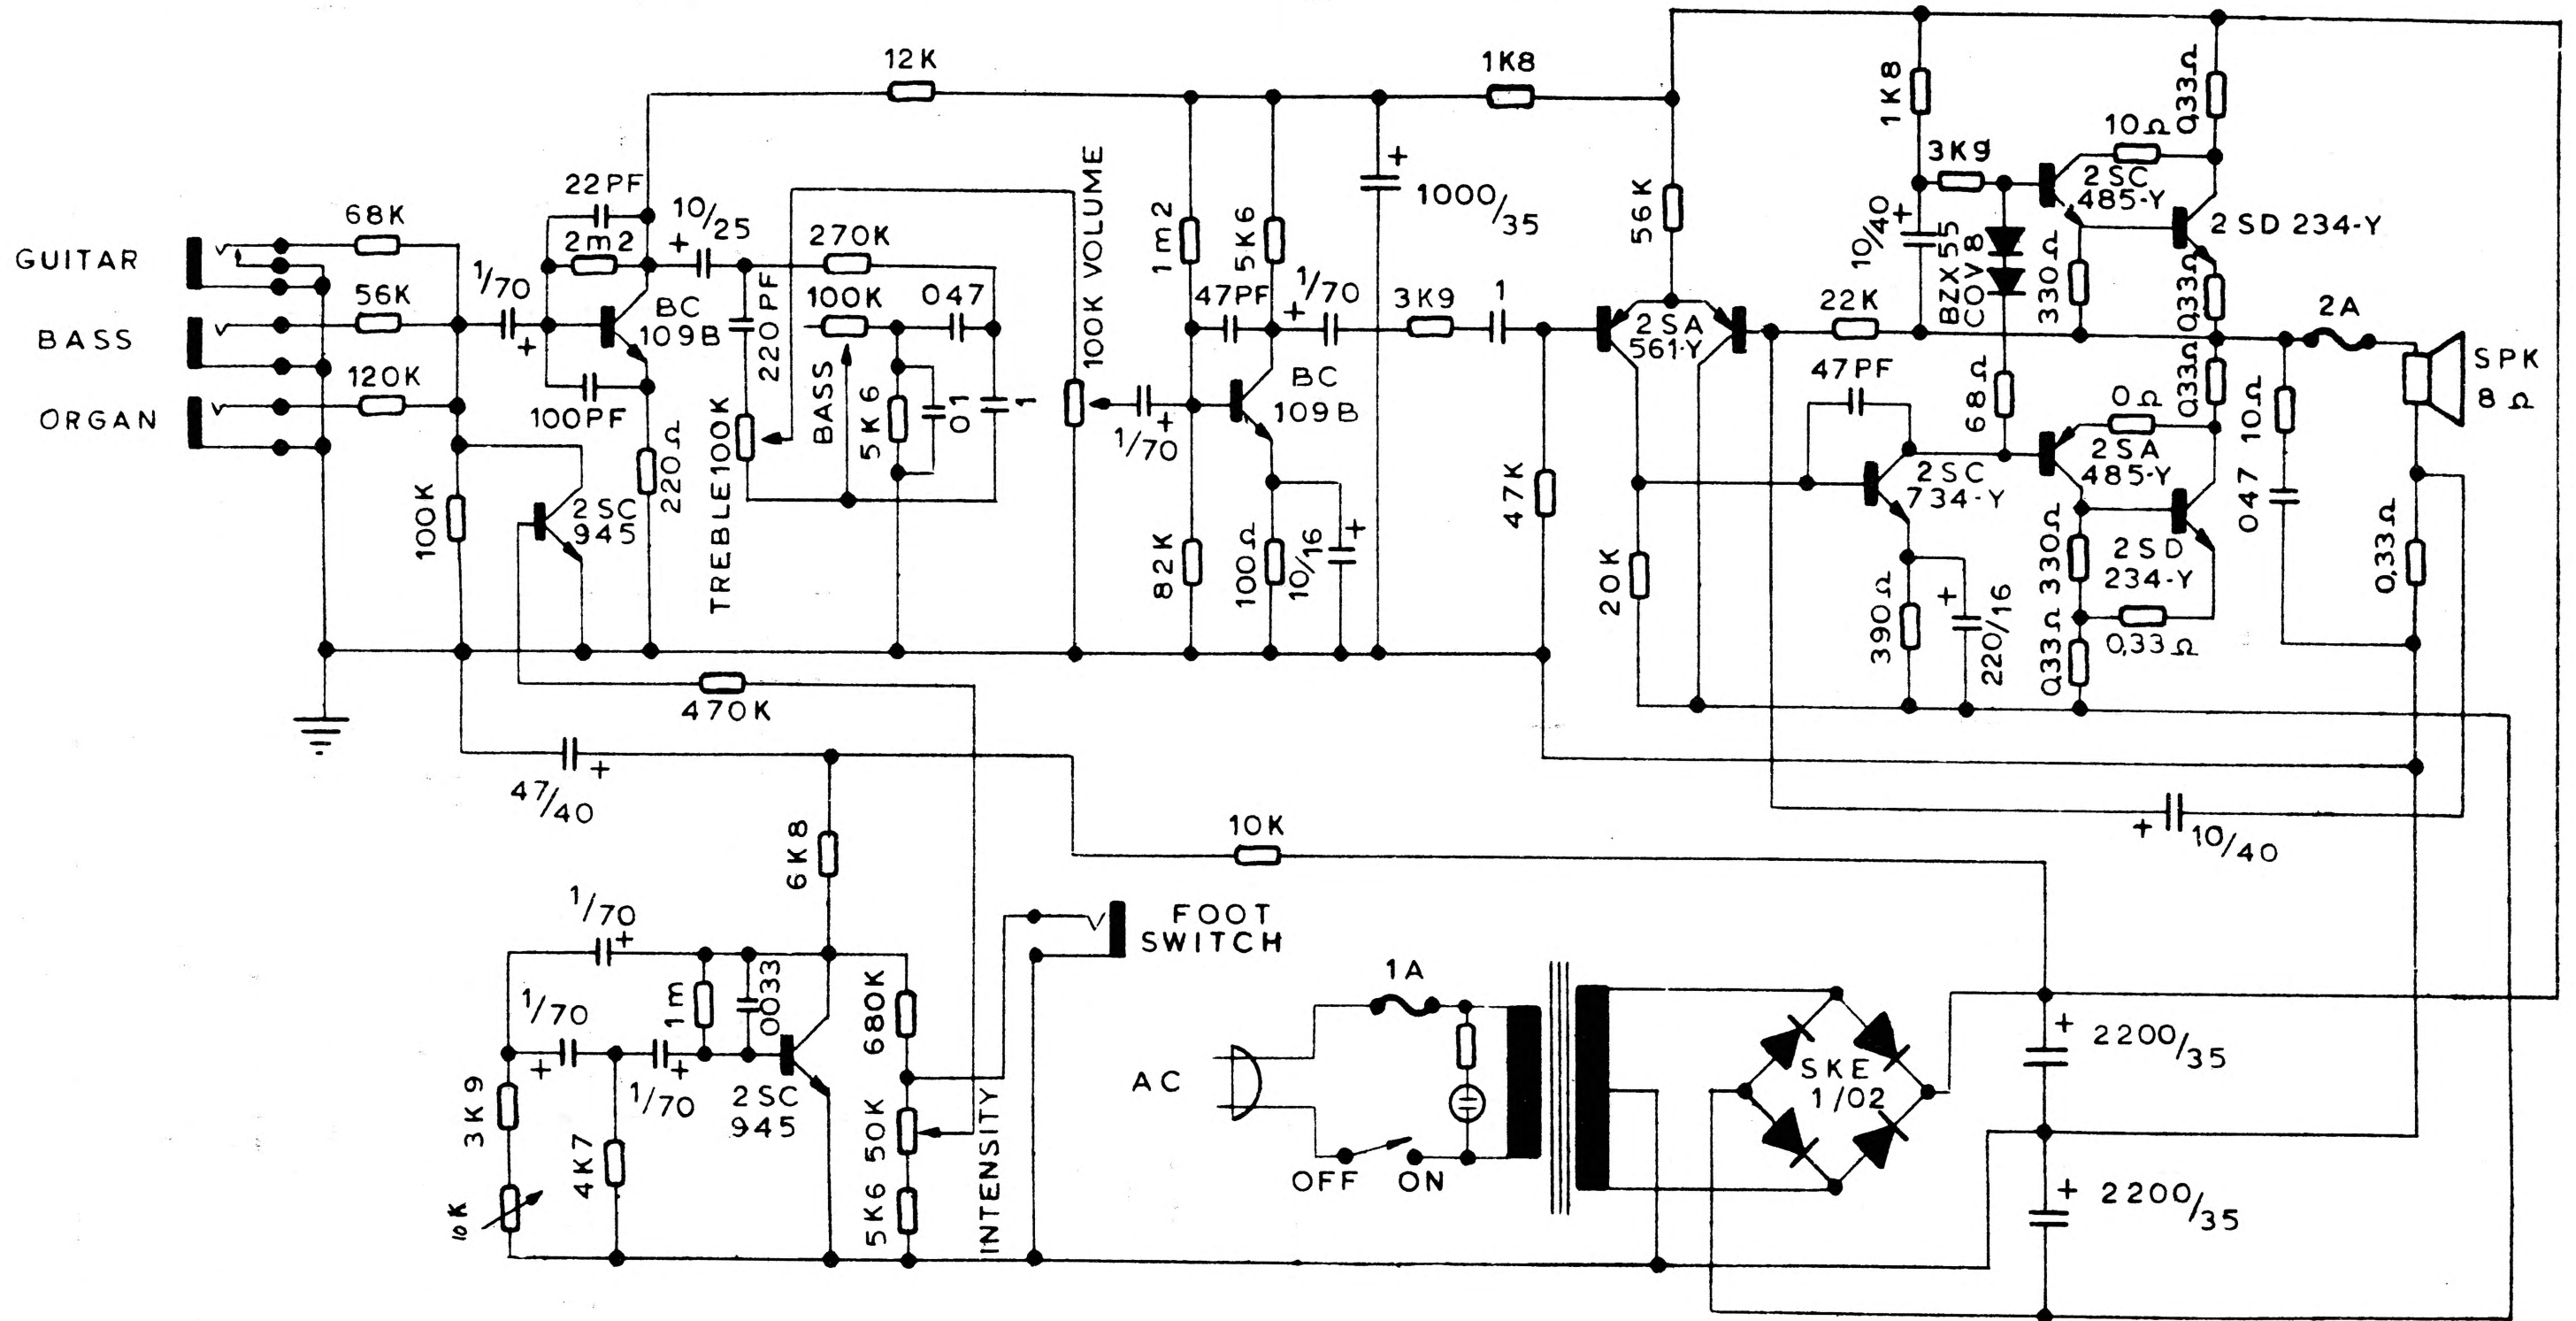 GUITAR
BASS
ORGAN
68K
56K
120K
1/70
100K
22PF
2m2
BC
109B
100PF
220Ω
2SC
945
470K
12K
10/25
220PF
TREBLE 100K
270K
100K
047
BASS
5K6
01
1
100K VOLUME
1/70
1m2
5K6
47PF
1/70
BC
109B
82K
100Ω
10/16
1000/35
1K8
3K9
1
47K
56K
2SA
561-Y
20K
22K
47PF
2SC
734-Y
390Ω
220/16
1K8
10/40
3K9
BZX55
COV8
68Ω
330Ω
2SC
485-Y
10Ω
0,33Ω
2SD 234-Y
0,33Ω
0,33Ω
0Ω
2SA
485-Y
330Ω
2SD
234-Y
0,33Ω
0,33Ω
2A
SPK
8Ω
10Ω
047
0,33Ω
10/40
47/40
6K8
10K
1/70
1/70
1/70
1m
0033
2SC
945
3K9
10K
4K7
680K
50K
5K6
INTENSITY
FOOT
SWITCH
AC
1A
OFF
ON
SKE
1/02
2200/35
2200/35